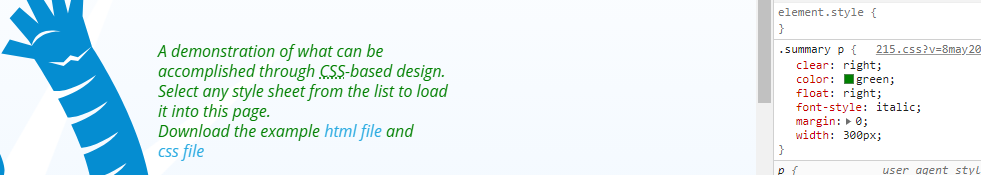 A demonstration of what can be
accomplished through CSS-based design.
Select any style sheet from the list to load
it into this page.
Download the example html file and
css file
element.style {
}
.summary p { 215.css?v=8may20
clear: right;
color: green;
float: right;
font-style: italic;
margin: 0;
width: 300px;
}
p { user agent styl